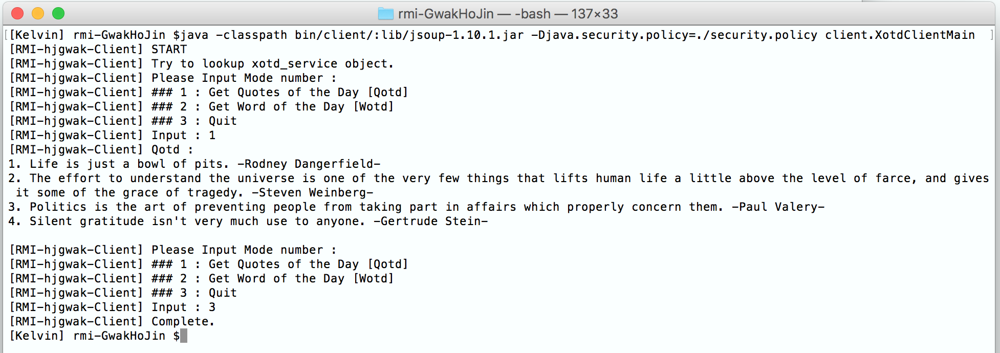 rmi-GwakHoJin — -bash — 137×33
[[Kelvin] rmi-GwakHoJin $java -classpath bin/client/:lib/jsoup-1.10.1.jar -Djava.security.policy=./security.policy client.XotdClientMain ]
[RMI-hjgwak-Client] START
[RMI-hjgwak-Client] Try to lookup xotd_service object.
[RMI-hjgwak-Client] Please Input Mode number :
[RMI-hjgwak-Client] ### 1 : Get Quotes of the Day [Qotd]
[RMI-hjgwak-Client] ### 2 : Get Word of the Day [Wotd]
[RMI-hjgwak-Client] ### 3 : Quit
[RMI-hjgwak-Client] Input : 1
[RMI-hjgwak-Client] Qotd :
1. Life is just a bowl of pits. -Rodney Dangerfield-
2. The effort to understand the universe is one of the very few things that lifts human life a little above the level of farce, and gives
it some of the grace of tragedy. -Steven Weinberg-
3. Politics is the art of preventing people from taking part in affairs which properly concern them. -Paul Valery-
4. Silent gratitude isn't very much use to anyone. -Gertrude Stein-
[RMI-hjgwak-Client] Please Input Mode number :
[RMI-hjgwak-Client] ### 1 : Get Quotes of the Day [Qotd]
[RMI-hjgwak-Client] ### 2 : Get Word of the Day [Wotd]
[RMI-hjgwak-Client] ### 3 : Quit
[RMI-hjgwak-Client] Input : 3
[RMI-hjgwak-Client] Complete.
[Kelvin] rmi-GwakHoJin $